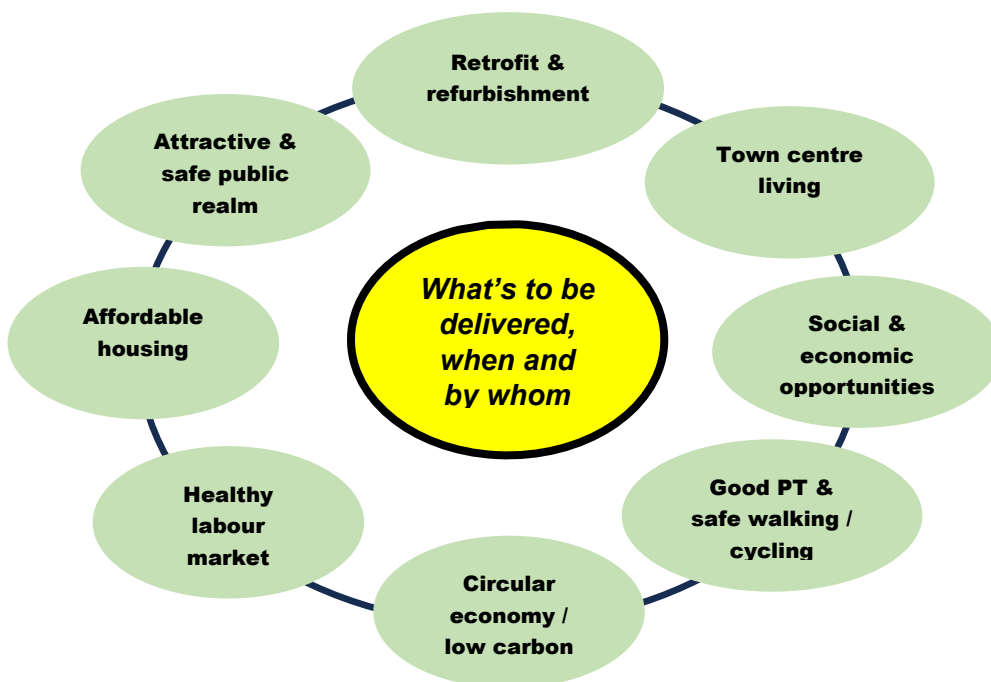 Retrofit &
refurbishment
Town centre
living
Social &
economic
opportunities
Good PT &
safe walking /
cycling
Circular
economy /
low carbon
Healthy
labour
market
Affordable
housing
Attractive &
safe public
realm
What’s to be
delivered,
when and
by whom